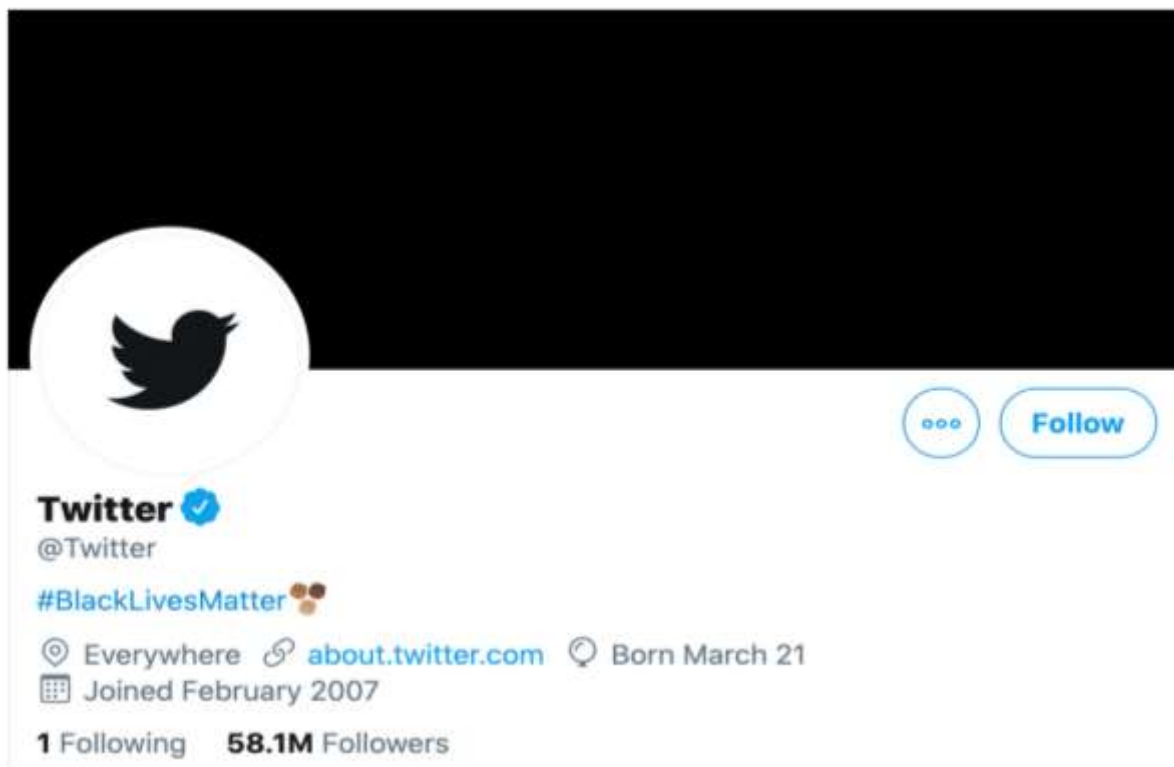 Follow
Twitter
@Twitter
#BlackLivesMatter
Everywhere about.twitter.com Born March 21
Joined February 2007
1 Following 58.1M Followers